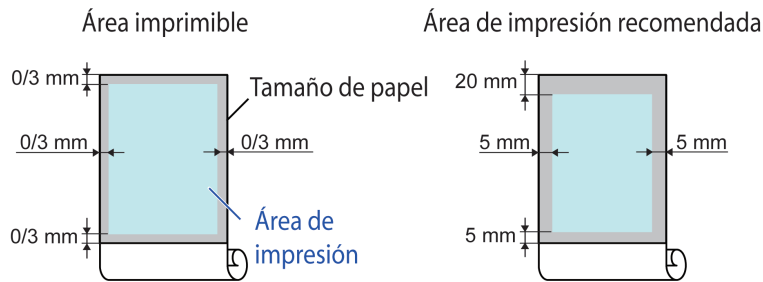 Área imprimible
0/3 mm
Tamaño de papel
0/3 mm
0/3 mm
Área de
impresión
0/3 mm
Área de impresión recomendada
20 mm
5 mm
5 mm
5 mm